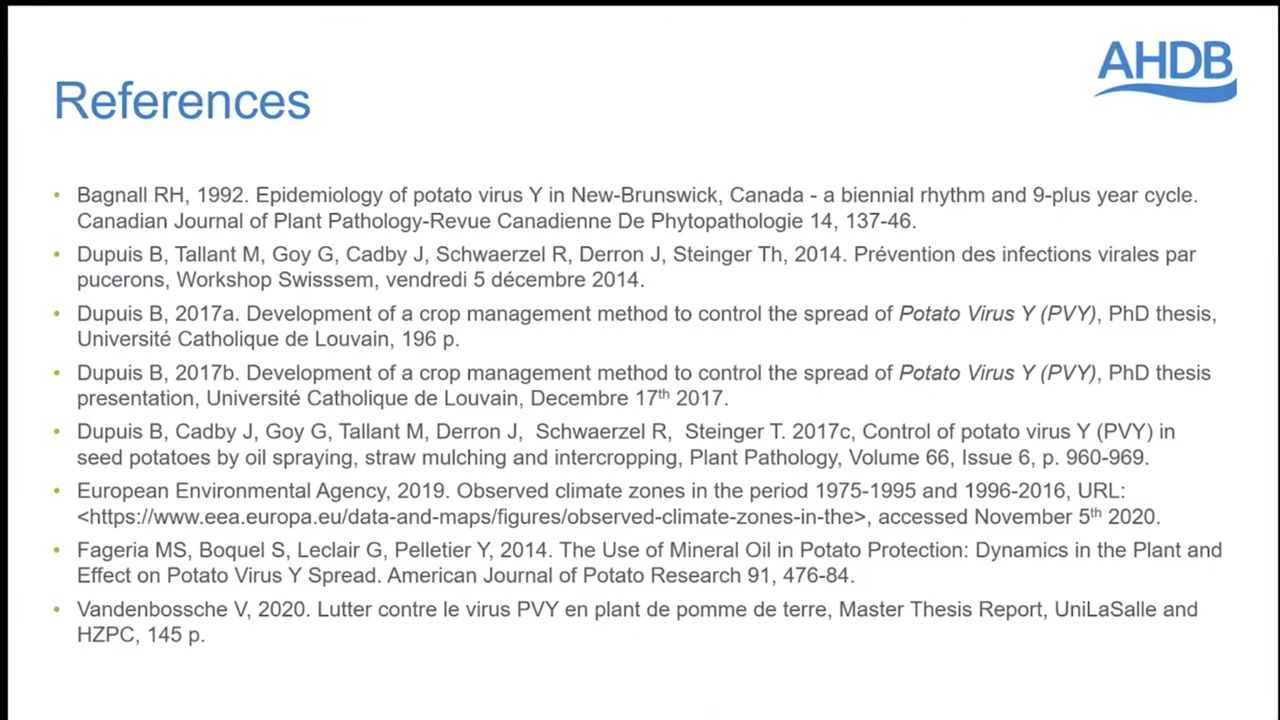 AHDB
References
• Bagnall RH, 1992. Epidemiology of potato virus Y in New-Brunswick, Canada - a biennial rhythm and 9-plus year cycle.
Canadian Journal of Plant Pathology-Revue Canadienne De Phytopathologie 14, 137-46.
• Dupuis B, Tallant M, Goy G, Cadby J, Schwaerzel R, Derron J, Steinger Th, 2014. Prévention des infections virales par
pucerons, Workshop Swisssem, vendredi 5 décembre 2014.
• Dupuis B, 2017a. Development of a crop management method to control the spread of Potato Virus Y (PVY), PhD thesis,
Université Catholique de Louvain, 196 p.
• Dupuis B, 2017b. Development of a crop management method to control the spread of Potato Virus Y (PVY), PhD thesis
presentation, Université Catholique de Louvain, Decembre 17th 2017.
• Dupuis B, Cadby J, Goy G, Tallant M, Derron J, Schwaerzel R, Steinger T. 2017c, Control of potato virus Y (PVY) in
seed potatoes by oil spraying, straw mulching and intercropping, Plant Pathology, Volume 66, Issue 6, p. 960-969.
• European Environmental Agency, 2019. Observed climate zones in the period 1975-1995 and 1996-2016, URL:
<https://www.eea.europa.eu/data-and-maps/figures/observed-climate-zones-in-the>, accessed November 5th 2020.
• Fageria MS, Boquel S, Leclair G, Pelletier Y, 2014. The Use of Mineral Oil in Potato Protection: Dynamics in the Plant and
Effect on Potato Virus Y Spread. American Journal of Potato Research 91, 476-84.
• Vandenbossche V, 2020. Lutter contre le virus PVY en plant de pomme de terre, Master Thesis Report, UniLaSalle and
HZPC, 145 p.